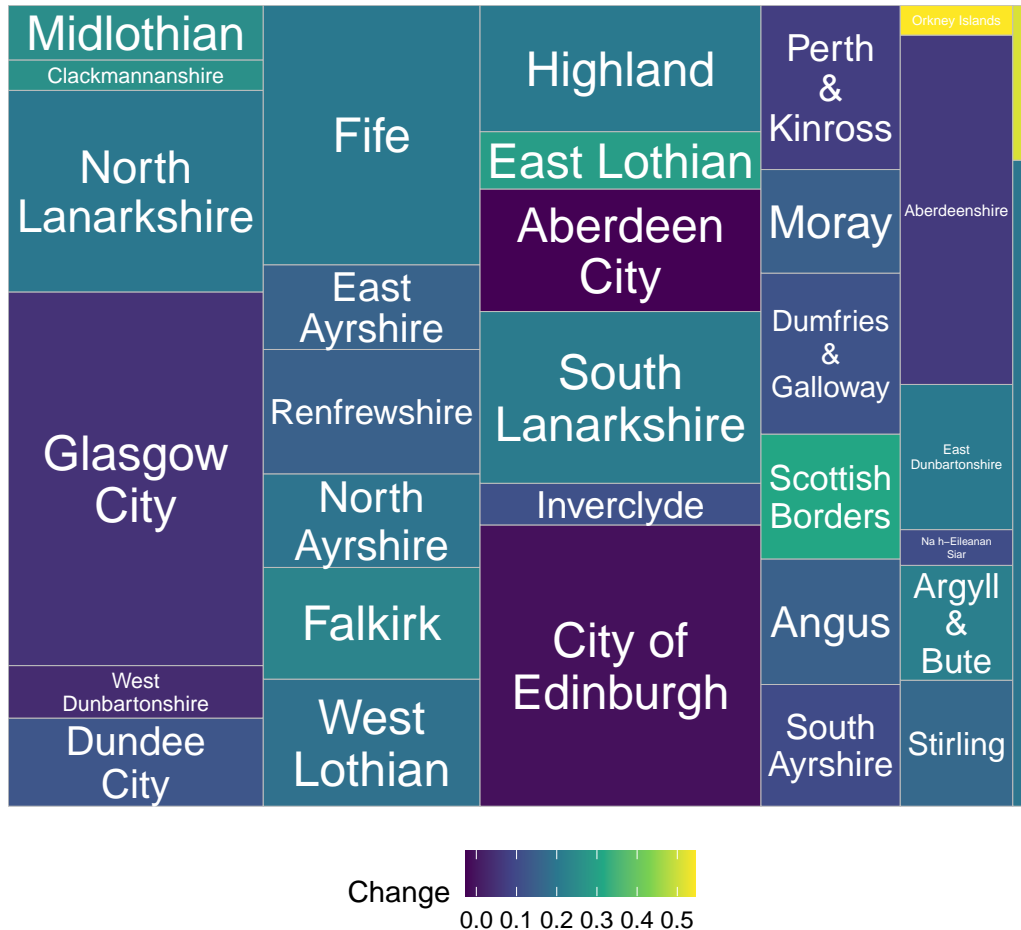 Midlothian
Clackmannanshire
North
Lanarkshire
Glasgow
City
West
Dunbartonshire
Dundee
City
Fife
East
Ayrshire
Renfrewshire
North
Ayrshire
Falkirk
West
Lothian
Highland
East Lothian
Aberdeen
City
South
Lanarkshire
Inverclyde
City of
Edinburgh
Perth
&
Kinross
Moray
Dumfries
&
Galloway
Scottish
Borders
Angus
South
Ayrshire
Orkney Islands
Aberdeenshire
East
Dunbartonshire
Na h−Eileanan
Siar
Argyll
&
Bute
Stirling
Change
0.0 0.1 0.2 0.3 0.4 0.5